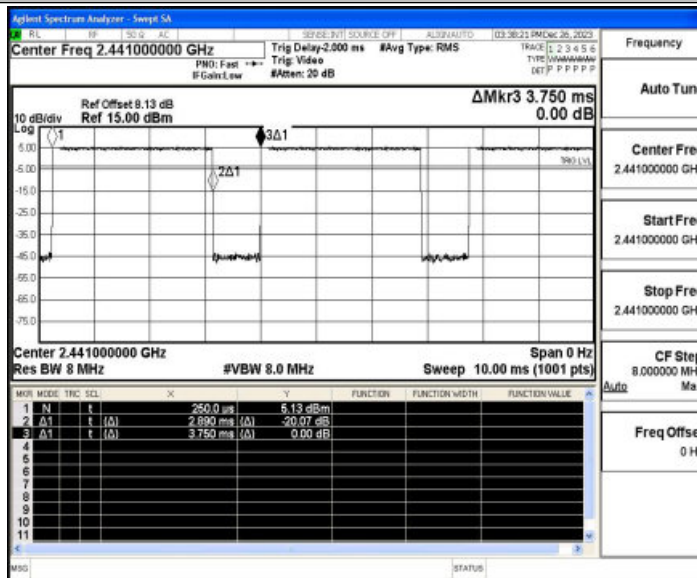 Agilent Spectrum Analyzer - Swept SA
RL RF 50 Ω AC SENSE:INT SOURCE OFF ALIGNAUTO 03:38:21 PM Dec 26, 2023
Center Freq 2.441000000 GHz
Trig Delay-2.000 ms #Avg Type: RMS
TRACE 1 2 3 4 5 6
PNO: Fast Trig: Video
TYPE WWWWWW
IFGain:Low #Atten: 20 dB
DET P P P P P P
ΔMkr3 3.750 ms
0.00 dB
Ref Offset 8.13 dB
10 dB/div Ref 15.00 dBm
Log
1
3Δ1
5.00
TRIG LVL
-5.00
2Δ1
-15.0
-25.0
-35.0
-45.0
-55.0
-65.0
-75.0
Center 2.441000000 GHz Span 0 Hz
Res BW 8 MHz #VBW 8.0 MHz Sweep 10.00 ms (1001 pts)
MKR MODE TRC SCL X Y FUNCTION FUNCTION WIDTH FUNCTION VALUE
1 N t 250.0 us 5.13 dBm
2 Δ1 t (Δ) 2.890 ms (Δ) -20.07 dB
3 Δ1 t (Δ) 3.750 ms (Δ) 0.00 dB
4
5
6
7
8
9
10
11
MSG STATUS
Frequency
Auto Tun
Center Fre
2.441000000 GH
Start Fre
2.441000000 GH
Stop Fre
2.441000000 GH
CF Step
8.000000 MH
Auto Ma
Freq Offse
0 H